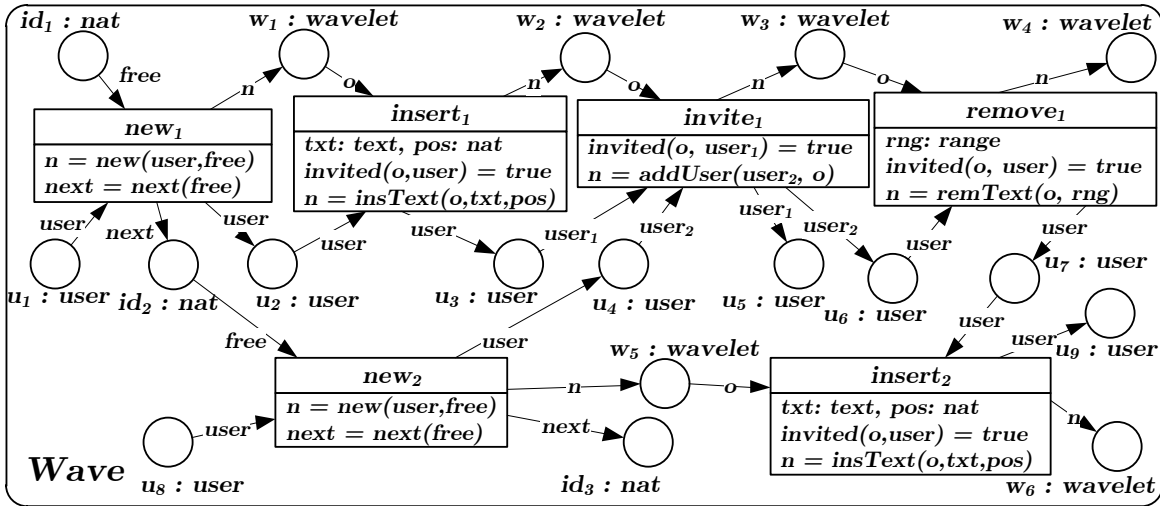 id₁ : nat
w₁ : wavelet
w₂ : wavelet
w₃ : wavelet
w₄ : wavelet
free
n
o
n
o
n
o
n
new₁
n = new(user,free)
next = next(free)
insert₁
txt: text, pos: nat
invited(o,user) = true
n = insText(o,txt,pos)
invite₁
invited(o, user₁) = true
n = addUser(user₂, o)
remove₁
rng: range
invited(o, user) = true
n = remText(o, rng)
user
next
user
user
user
user₁
user₂
user₁
user₂
user
user
u₁ : user
id₂ : nat
u₂ : user
u₃ : user
u₄ : user
u₅ : user
u₆ : user
u₇ : user
free
user
user
user
u₉ : user
w₅ : wavelet
new₂
n = new(user,free)
next = next(free)
n
o
insert₂
txt: text, pos: nat
invited(o,user) = true
n = insText(o,txt,pos)
user
next
n
Wave
u₈ : user
id₃ : nat
w₆ : wavelet